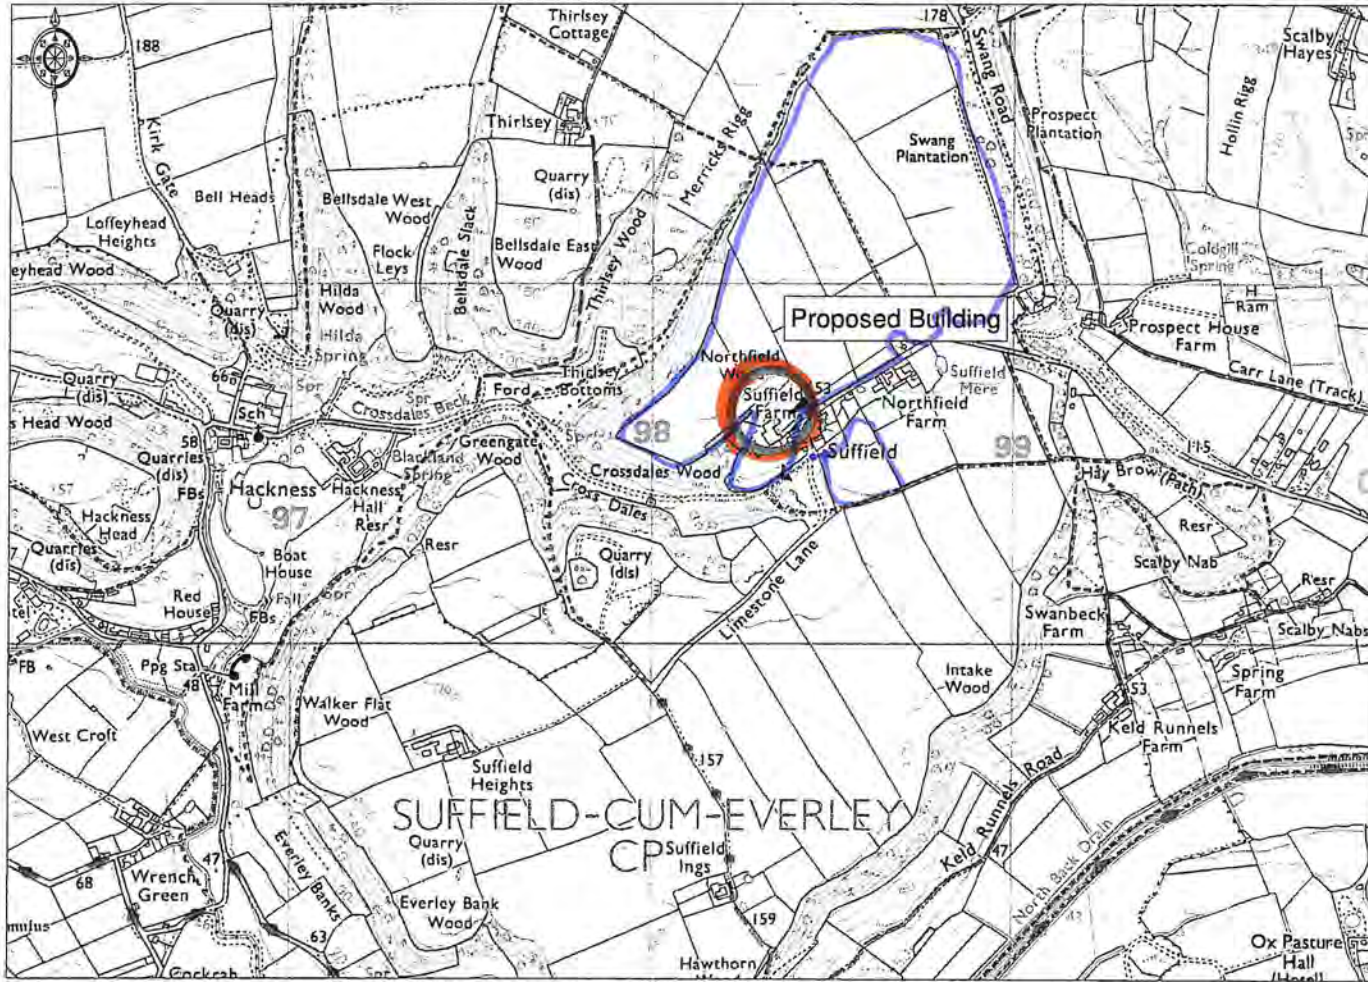 Thirlsey
Cottage
178
Swang Road
Scalby
Hayes
188
Kirk Gate
Thirlsey
Merricks Rigg
Prospect
Plantation
Hollin Rigg
Swang
Plantation
Quarry
(dis)
Bell Heads
Bellsdale West
Wood
Loffeyhead
Heights
Flock
Leys
Bellsdale Slack
Bellsdale East
Wood
Thirlsey Wood
eyhead Wood
Hilda
Wood
Coldgill
Spring
H
Ram
Quarry
(dis)
Proposed Building
Prospect House
Farm
Hilda
Spring
Northfield
Thirlsey
Bottoms
Suffield
Mere
Carr Lane (Track)
Quarry
(dis)
66
Spr
Spr
Ford
53
Suffield
Farm
Northfield
Farm
Sch
Crossdales Beck
s Head Wood
58
98
99
115
Quarries
(dis)
Greengate
Wood
Blackland
Spring
Crossdales Wood
Suffield
Hay Brow (Path)
FBs
Hackness
97
Hackness
Hall
Resr
Cross Dales
Hackness
Head
Resr
Scalby Nab
Quarries
(dis)
Boat
House
Resr
Quarry
(dis)
Limestone Lane
Resr
Red
House
Fall
Spr
FBs
Swanbeck
Farm
Scalby Nabs
FB
Ppg Sta
48
Mill
Farm
Intake
Wood
Spring
Farm
Walker Flat
Wood
53
West Croft
Keld Runnels
Farm
Suffield
Heights
157
Keld Runnels Road
SUFFIELD-CUM-EVERLEY
CP
Quarry
(dis)
Suffield
Ings
47
North Back Drain
Everley Banks
47
68
Wrench
Green
Everley Bank
Wood
159
mulus
63
Ox Pasture
Hall
(Hotel)
Cockrah
Spr
Hawthorn